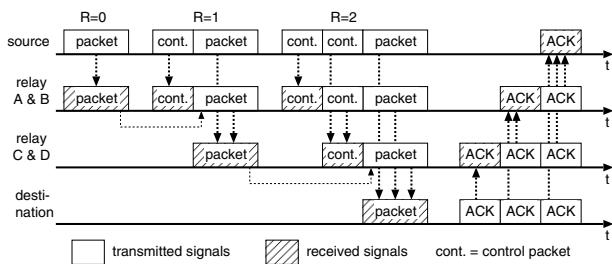 R=0 R=1 R=2
source packet cont. packet cont. cont. packet ACK t
relay
A & B packet cont. packet cont. cont. packet ACK ACK t
relay
C & D packet cont. packet ACK ACK ACK t
desti-
nation packet ACK ACK ACK t
transmitted signals received signals cont. = control packet